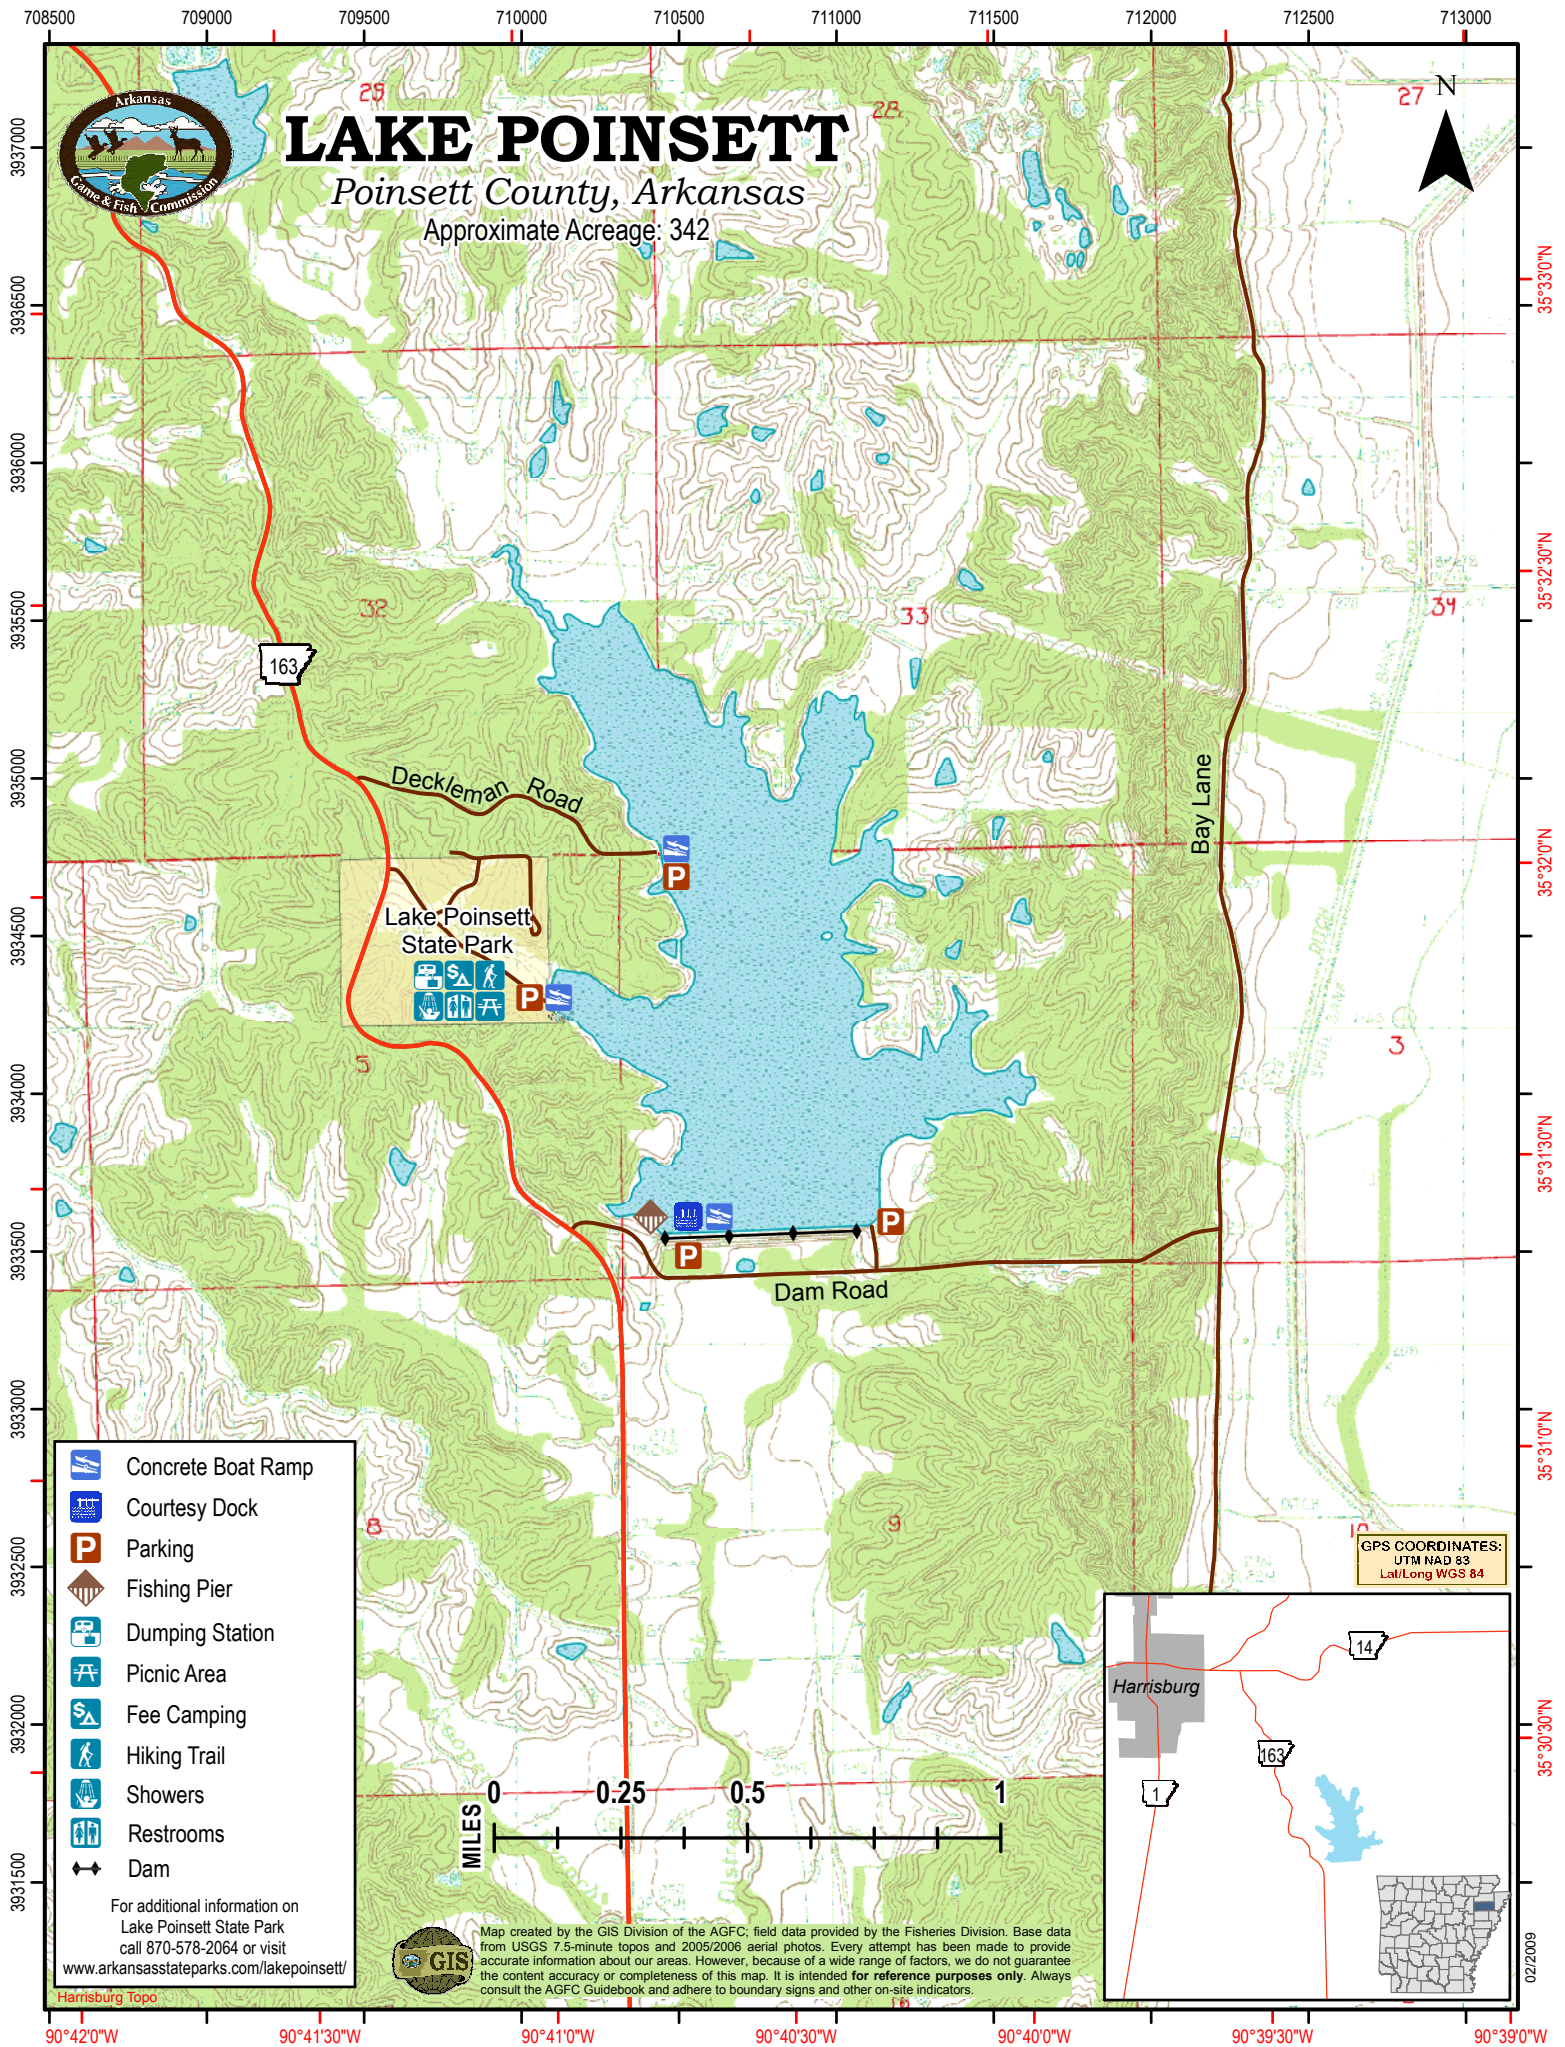 708500 709000 709500 710000 710500 711000 711500 712000 712500 713000
29
28
27
N
Arkansas
Game & Fish Commission
LAKE POINSETT
Poinsett County, Arkansas
Approximate Acreage: 342
3937000
3936500
3936000
3935500
3935000
3934500
3934000
3933500
3933000
3932500
3932000
3931500
35°33'0"N
35°32'30"N
35°32'0"N
35°31'30"N
35°31'0"N
35°30'30"N
32
33
34
163
Deckleman Road
Bay Lane
P
Lake Poinsett
State Park
P
5
3
P
P
Dam Road
8
9
10
Concrete Boat Ramp
Courtesy Dock
P Parking
Fishing Pier
Dumping Station
Picnic Area
Fee Camping
Hiking Trail
Showers
Restrooms
Dam
For additional information on
Lake Poinsett State Park
call 870-578-2064 or visit
www.arkansasstateparks.com/lakepoinsett/
Harrisburg Topo
MILES
0 0.25 0.5 1
GIS
Map created by the GIS Division of the AGFC; field data provided by the Fisheries Division. Base data
from USGS 7.5-minute topos and 2005/2006 aerial photos. Every attempt has been made to provide
accurate information about our areas. However, because of a wide range of factors, we do not guarantee
the content accuracy or completeness of this map. It is intended for reference purposes only. Always
consult the AGFC Guidebook and adhere to boundary signs and other on-site indicators.
GPS COORDINATES:
UTM NAD 83
Lat/Long WGS 84
Harrisburg
14
163
1
02/2009
90°42'0"W 90°41'30"W 90°41'0"W 90°40'30"W 90°40'0"W 90°39'30"W 90°39'0"W